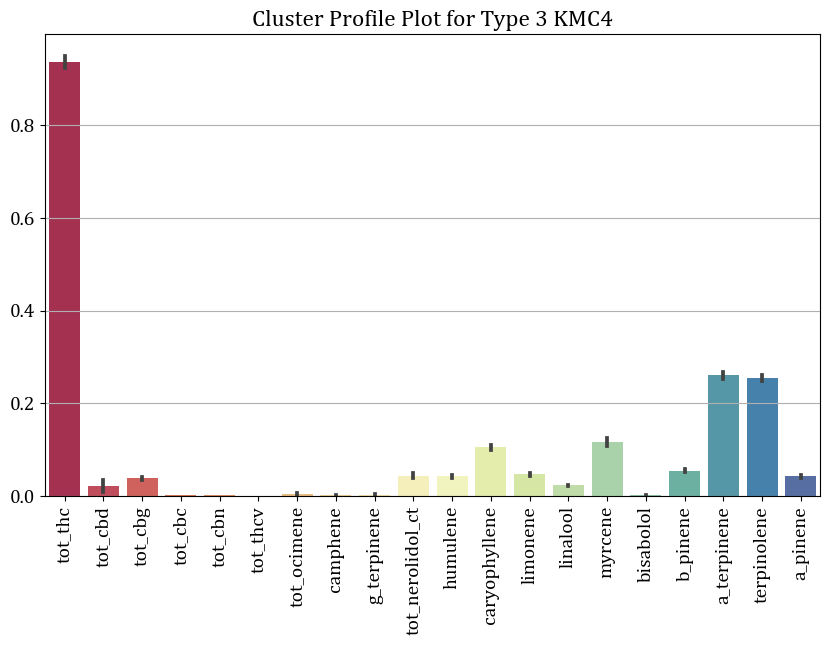 Cluster Profile Plot for Type 3 KMC4
0.8
0.6
0.4
0.2
0.0
tot_thc
tot_cbd
tot_cbg
tot_cbc
tot_cbn
tot_thcv
tot_ocimene
camphene
g_terpinene
tot_nerolidol_ct
humulene
caryophyllene
limonene
linalool
myrcene
bisabolol
b_pinene
a_terpinene
terpinolene
a_pinene